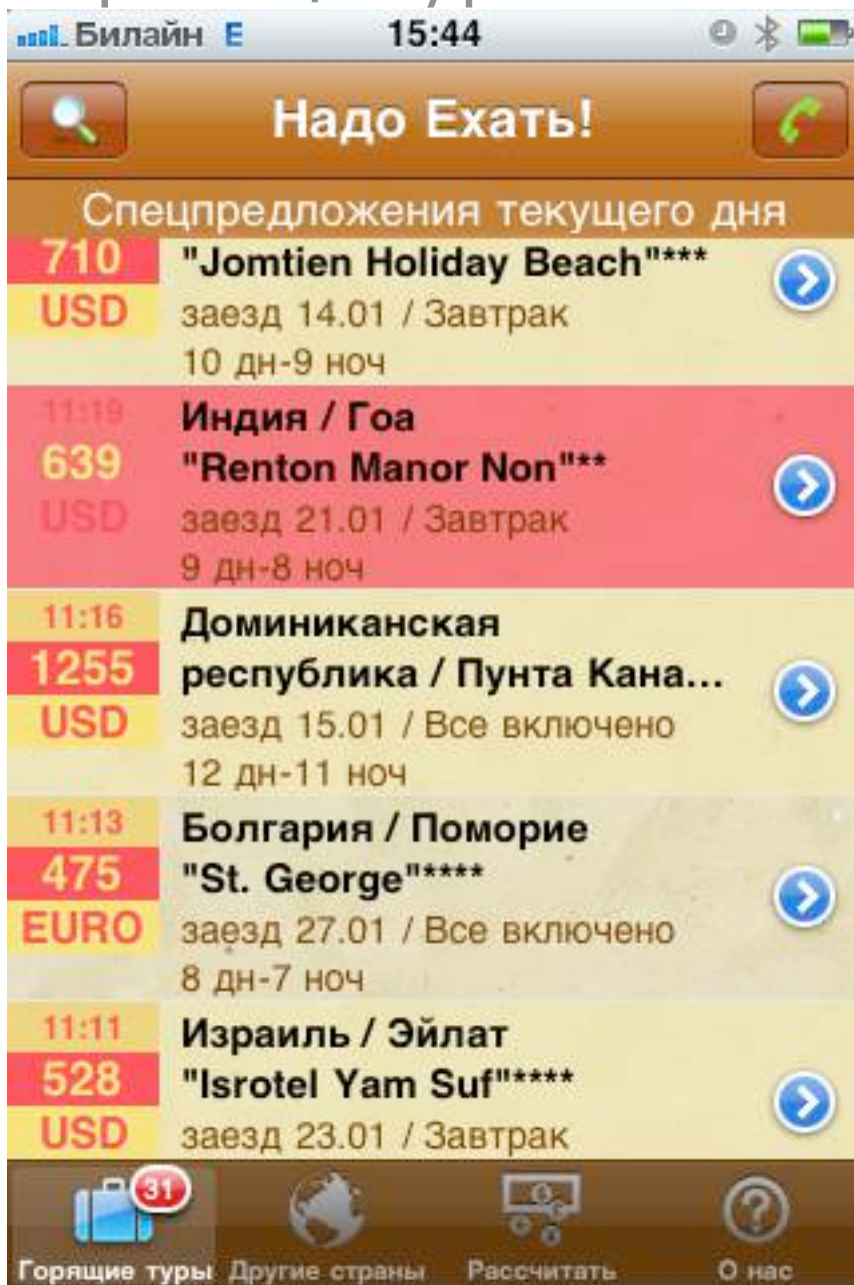 Билайн E 15:44
Надо Ехать!
Спецпредложения текущего дня
710 "Jomtien Holiday Beach"***
USD заезд 14.01 / Завтрак
10 дн-9 ноч
11:19 Индия / Гоа
639 "Renton Manor Non"**
USD заезд 21.01 / Завтрак
9 дн-8 ноч
11:16 Доминиканская
1255 республика / Пунта Кана...
USD заезд 15.01 / Все включено
12 дн-11 ноч
11:13 Болгария / Поморие
475 "St. George"****
EURO заезд 27.01 / Все включено
8 дн-7 ноч
11:11 Израиль / Эйлат
528 "Isrotel Yam Suf"****
USD заезд 23.01 / Завтрак
31
Горящие туры Другие страны Рассчитать О нас